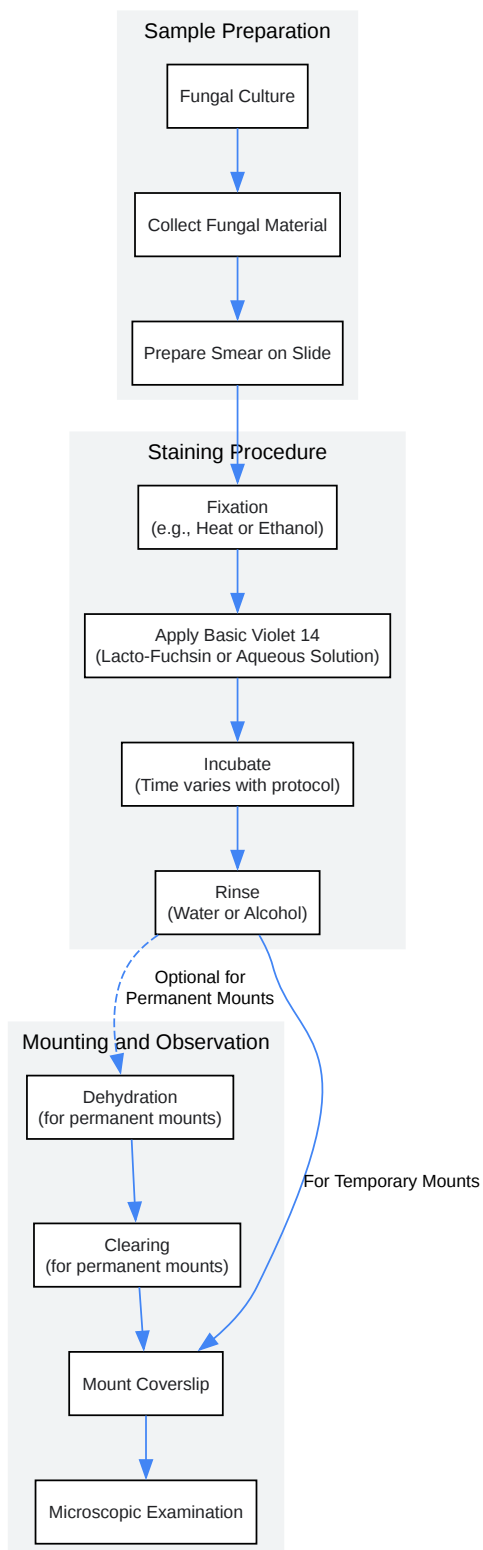 Sample Preparation
Fungal Culture
Collect Fungal Material
Prepare Smear on Slide
Staining Procedure
Fixation
(e.g., Heat or Ethanol)
Apply Basic Violet 14
(Lacto-Fuchsin or Aqueous Solution)
Incubate
(Time varies with protocol)
Rinse
(Water or Alcohol)
Optional for
Permanent Mounts
Mounting and Observation
Dehydration
(for permanent mounts)
For Temporary Mounts
Clearing
(for permanent mounts)
Mount Coverslip
Microscopic Examination